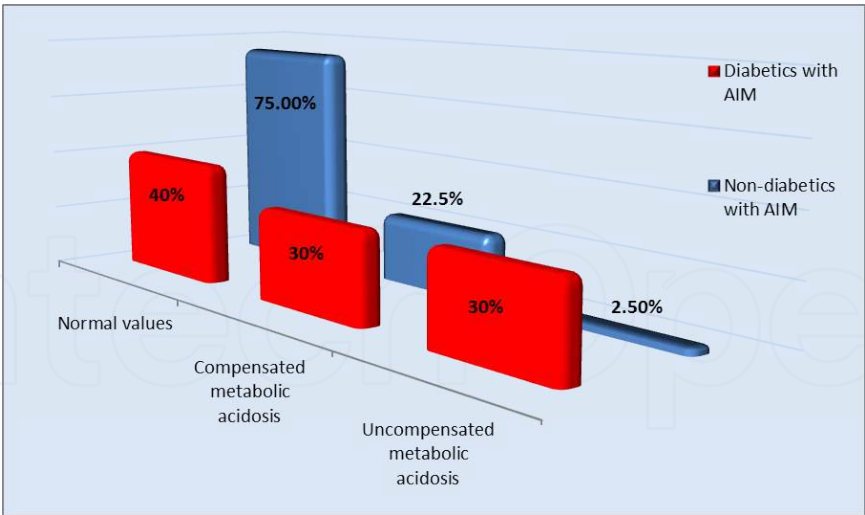 Diabetics with
AIM
75.00%
Non-diabetics
with AIM
40%
22.5%
30%
30%
2.50%
Normal values
Compensated
metabolic
acidosis
Uncompensated
metabolic
acidosis